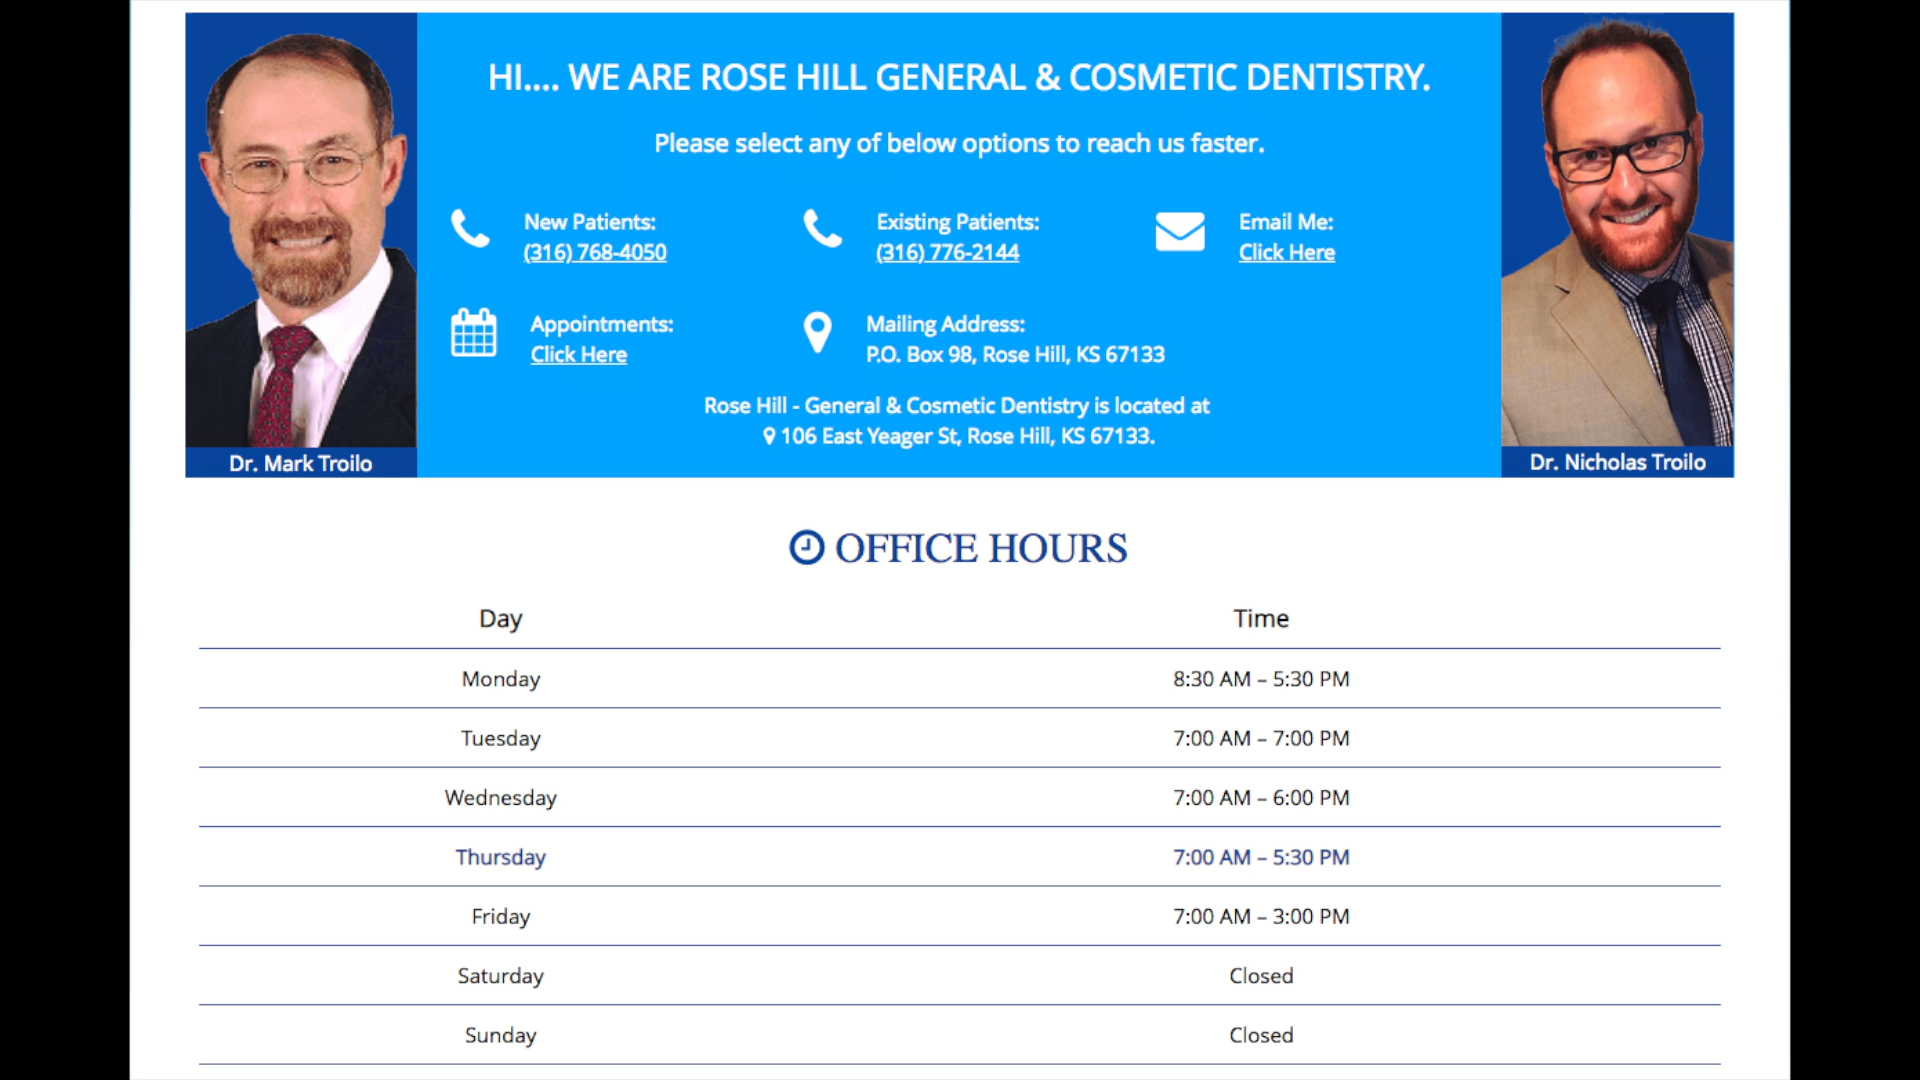 HI.... WE ARE ROSE HILL GENERAL & COSMETIC DENTISTRY.
Please select any of below options to reach us faster.
New Patients:
(316) 768-4050
Existing Patients:
(316) 776-2144
Email Me:
Click Here
Appointments:
Click Here
Mailing Address:
P.O. Box 98, Rose Hill, KS 67133
Rose Hill - General & Cosmetic Dentistry is located at
106 East Yeager St, Rose Hill, KS 67133.
Dr. Mark Troilo
Dr. Nicholas Troilo
OFFICE HOURS
Day Time
Monday 8:30 AM – 5:30 PM
Tuesday 7:00 AM – 7:00 PM
Wednesday 7:00 AM – 6:00 PM
Thursday 7:00 AM – 5:30 PM
Friday 7:00 AM – 3:00 PM
Saturday Closed
Sunday Closed